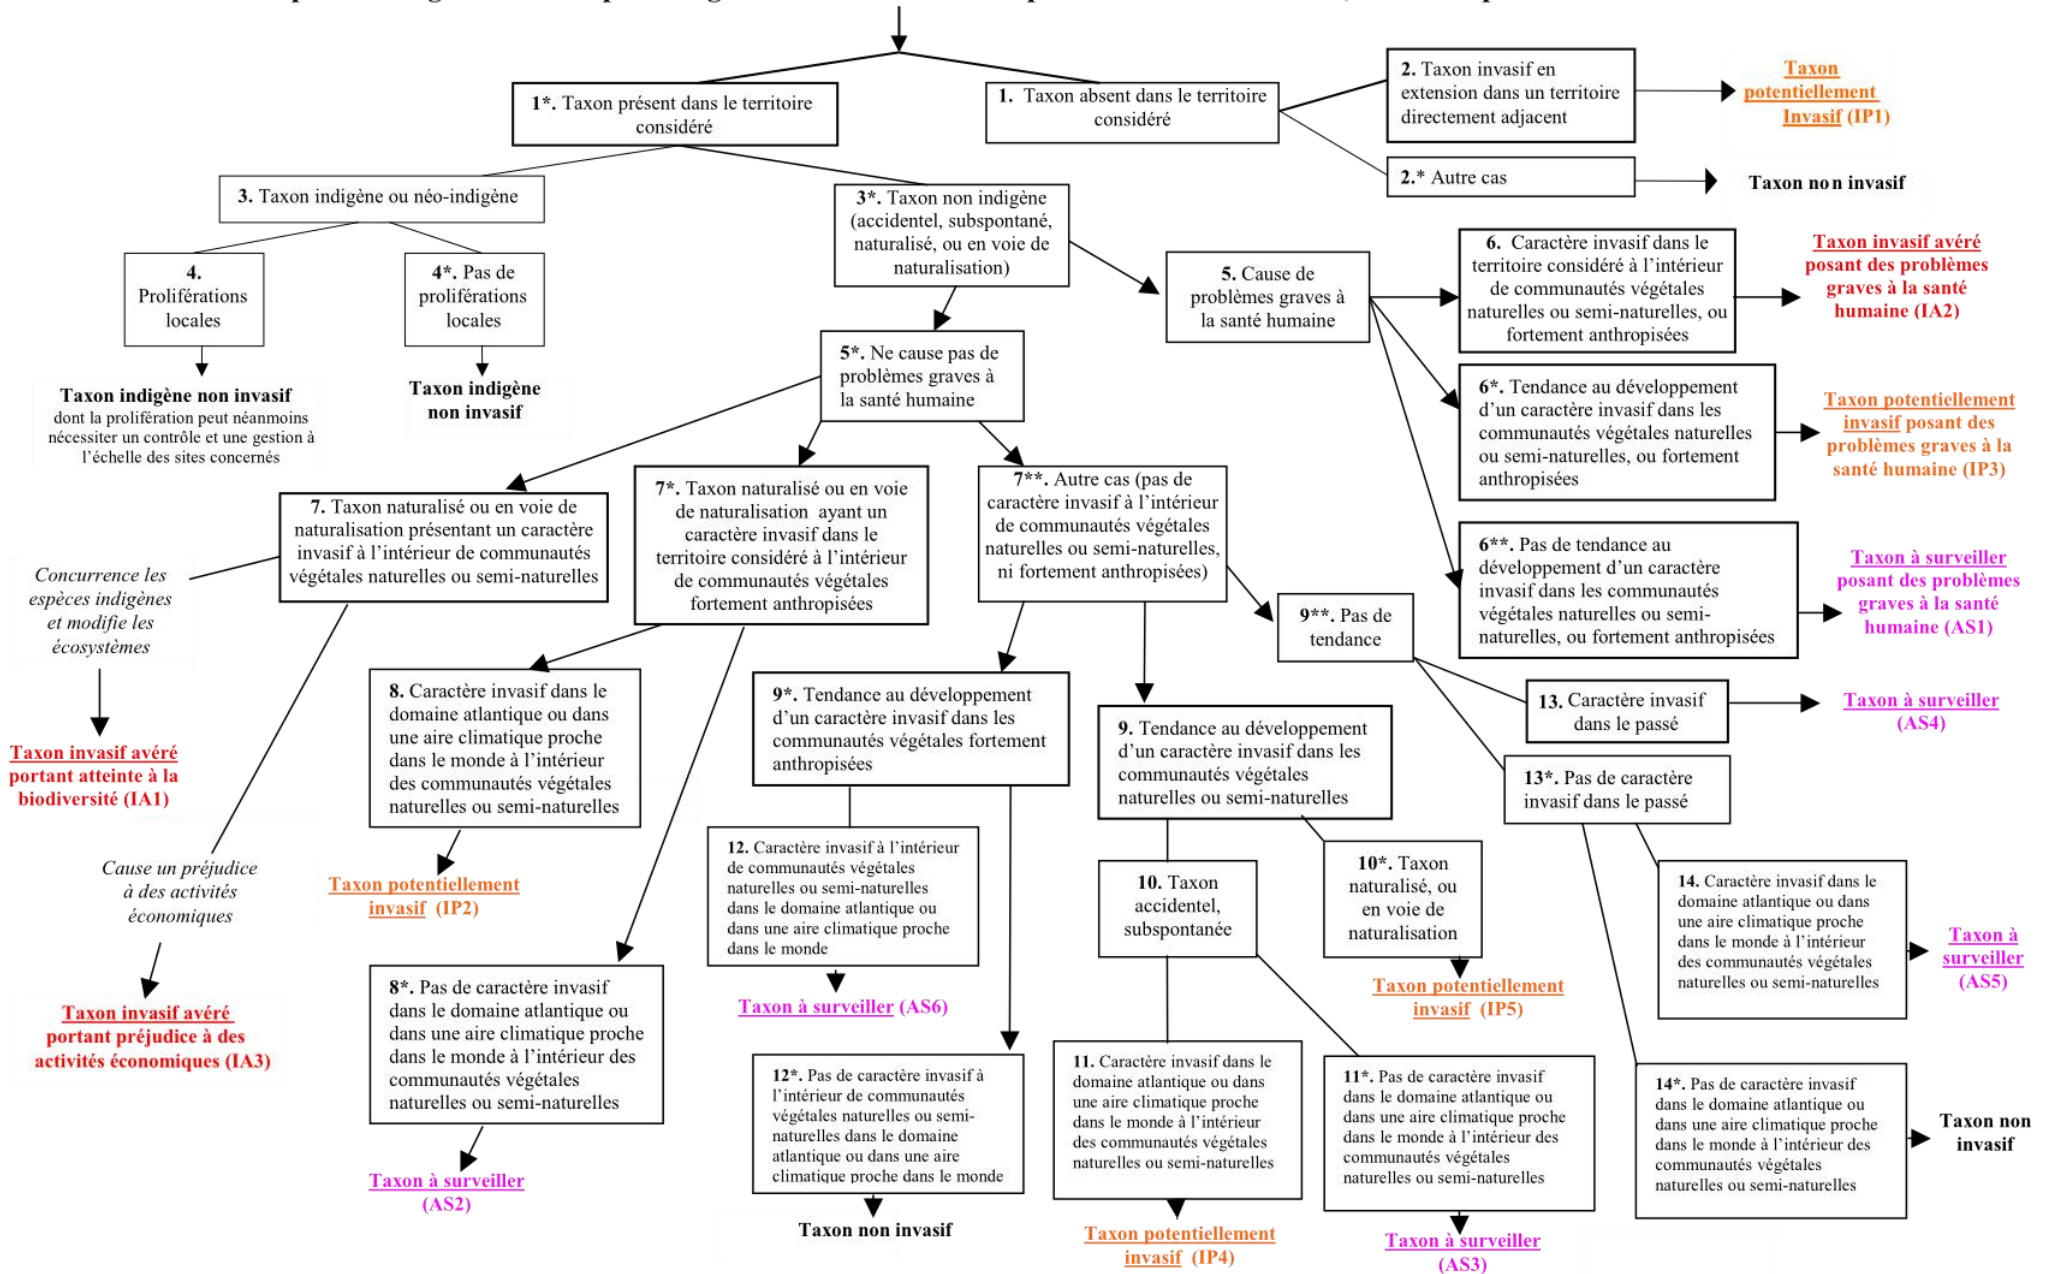 1*. Taxon présent dans le territoire
considéré
1. Taxon absent dans le territoire
considéré
2. Taxon invasif en
extension dans un territoire
directement adjacent
Taxon
potentiellement
Invasif (IP1)
2.* Autre cas
Taxon non invasif
3. Taxon indigène ou néo-indigène
3*. Taxon non indigène
(accidentel, subspontané,
naturalisé, ou en voie de
naturalisation)
4.
Proliférations
locales
4*. Pas de
proliférations
locales
Taxon indigène non invasif
dont la prolifération peut néanmoins
nécessiter un contrôle et une gestion à
l’échelle des sites concernés
Taxon indigène
non invasif
5. Cause de
problèmes graves à
la santé humaine
6. Caractère invasif dans le
territoire considéré à l’intérieur
de communautés végétales
naturelles ou semi-naturelles, ou
fortement anthropisées
Taxon invasif avéré
posant des problèmes
graves à la santé
humaine (IA2)
5*. Ne cause pas de
problèmes graves à
la santé humaine
6*. Tendance au développement
d’un caractère invasif dans les
communautés végétales naturelles
ou semi-naturelles, ou fortement
anthropisées
Taxon potentiellement
invasif posant des
problèmes graves à la
santé humaine (IP3)
6**. Pas de tendance au
développement d’un caractère
invasif dans les communautés
végétales naturelles ou semi-
naturelles, ou fortement anthropisées
Taxon à surveiller
posant des problèmes
graves à la santé
humaine (AS1)
7. Taxon naturalisé ou en voie de
naturalisation présentant un caractère
invasif à l’intérieur de communautés
végétales naturelles ou semi-naturelles
7*. Taxon naturalisé ou en voie
de naturalisation ayant un
caractère invasif dans le
territoire considéré à l’intérieur
de communautés végétales
fortement anthropisées
7**. Autre cas (pas de
caractère invasif à l’intérieur
de communautés végétales
naturelles ou semi-naturelles,
ni fortement anthropisées)
Concurrence les
espèces indigènes
et modifie les
écosystèmes
Taxon invasif avéré
portant atteinte à la
biodiversité (IA1)
Cause un préjudice
à des activités
économiques
Taxon invasif avéré
portant préjudice à des
activités économiques (IA3)
8. Caractère invasif dans le
domaine atlantique ou dans
une aire climatique proche
dans le monde à l’intérieur
des communautés végétales
naturelles ou semi-naturelles
Taxon potentiellement
invasif (IP2)
8*. Pas de caractère invasif
dans le domaine atlantique ou
dans une aire climatique proche
dans le monde à l’intérieur des
communautés végétales
naturelles ou semi-naturelles
Taxon à surveiller
(AS2)
9*. Tendance au développement
d’un caractère invasif dans les
communautés végétales fortement
anthropisées
9. Tendance au développement
d’un caractère invasif dans les
communautés végétales
naturelles ou semi-naturelles
9**. Pas de
tendance
12. Caractère invasif à l’intérieur
de communautés végétales
naturelles ou semi-naturelles
dans le domaine atlantique ou
dans une aire climatique proche
dans le monde
Taxon à surveiller (AS6)
12*. Pas de caractère invasif à
l’intérieur de communautés
végétales naturelles ou semi-
naturelles dans le domaine
atlantique ou dans une aire
climatique proche dans le monde
Taxon non invasif
10. Taxon
accidentel,
subspontanée
10*. Taxon
naturalisé, ou
en voie de
naturalisation
Taxon potentiellement
invasif (IP5)
11. Caractère invasif dans le
domaine atlantique ou dans
une aire climatique proche
dans le monde à l’intérieur
des communautés végétales
naturelles ou semi-naturelles
Taxon potentiellement
invasif (IP4)
11*. Pas de caractère invasif
dans le domaine atlantique ou
dans une aire climatique proche
dans le monde à l’intérieur des
communautés végétales
naturelles ou semi-naturelles
Taxon à surveiller
(AS3)
13. Caractère invasif
dans le passé
Taxon à surveiller
(AS4)
13*. Pas de caractère
invasif dans le passé
14. Caractère invasif dans le
domaine atlantique ou dans
une aire climatique proche
dans le monde à l’intérieur
des communautés végétales
naturelles ou semi-naturelles
Taxon à
surveiller
(AS5)
14*. Pas de caractère invasif
dans le domaine atlantique ou
dans une aire climatique proche
dans le monde à l’intérieur des
communautés végétales
naturelles ou semi-naturelles
Taxon non
invasif